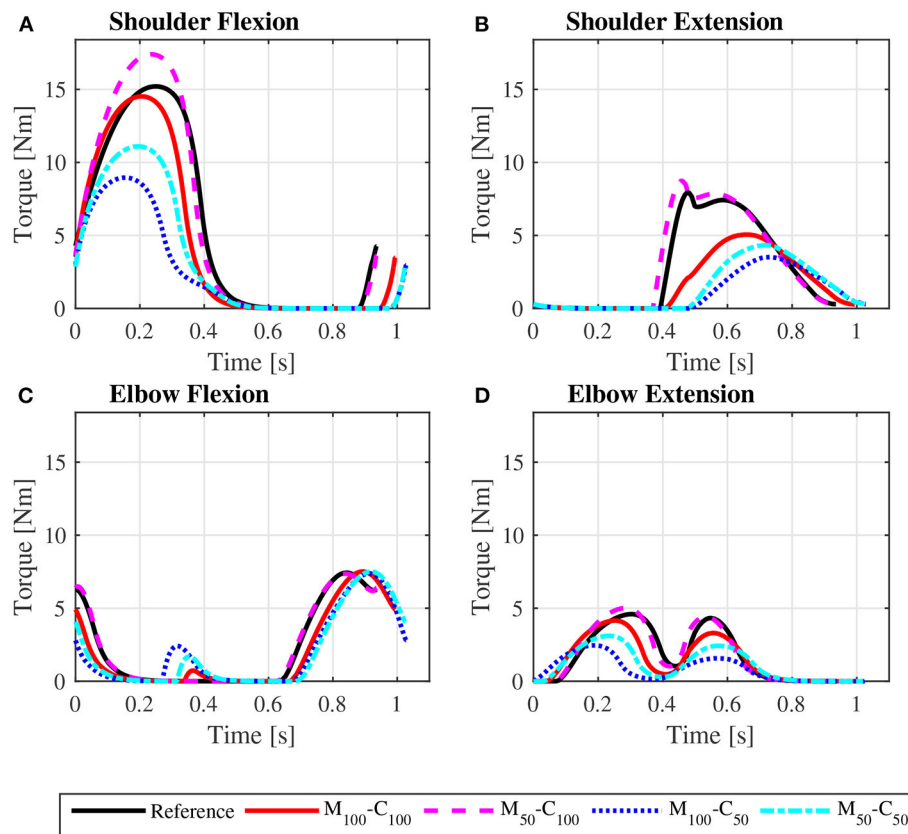 A Shoulder Flexion
Torque [Nm]
15
10
5
0
0 0.2 0.4 0.6 0.8 1
Time [s]
B Shoulder Extension
Torque [Nm]
15
10
5
0
0 0.2 0.4 0.6 0.8 1
Time [s]
C Elbow Flexion
Torque [Nm]
15
10
5
0
0 0.2 0.4 0.6 0.8 1
Time [s]
D Elbow Extension
Torque [Nm]
15
10
5
0
0 0.2 0.4 0.6 0.8 1
Time [s]
Reference M100-C100 M50-C100 M100-C50 M50-C50